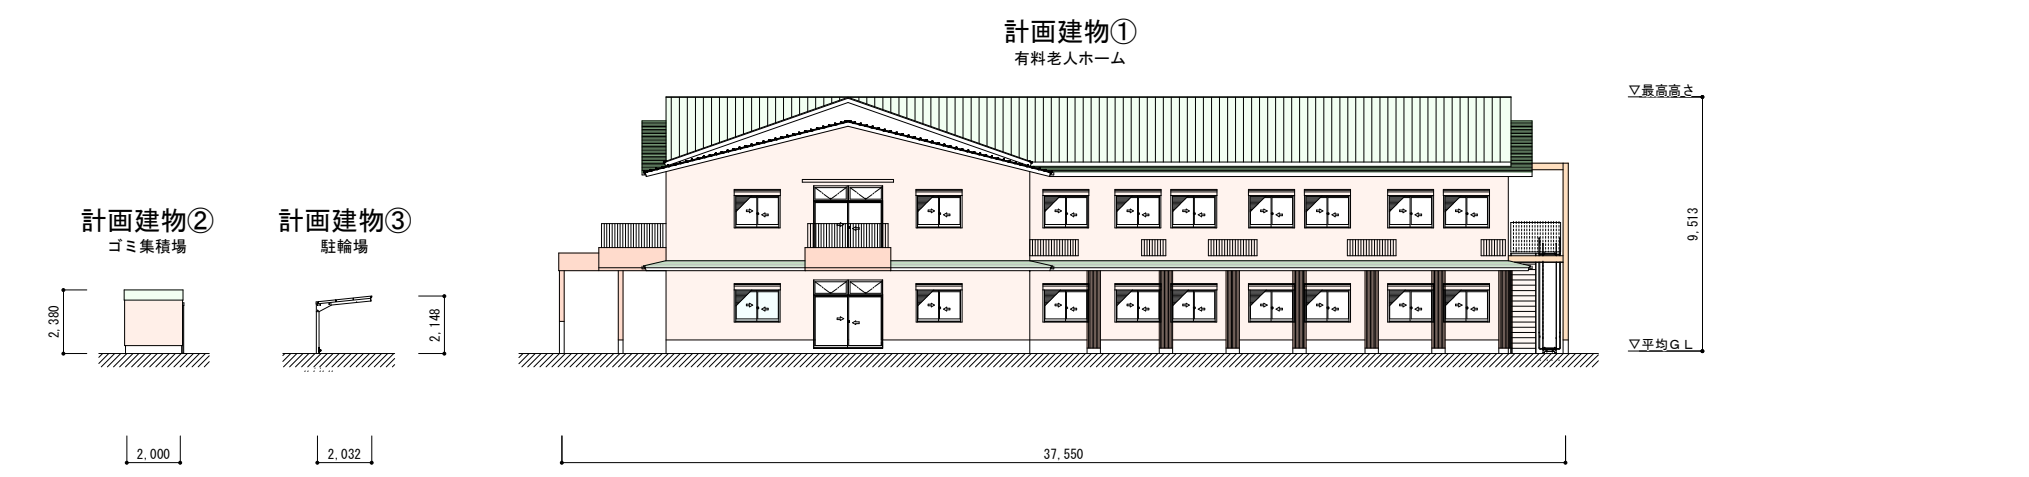 計画建物①
有料老人ホーム
▽最高高さ
9,513
▽平均GL
計画建物②
ゴミ集積場
2,380
計画建物③
駐輪場
2,148
2,000
2,032
37,550